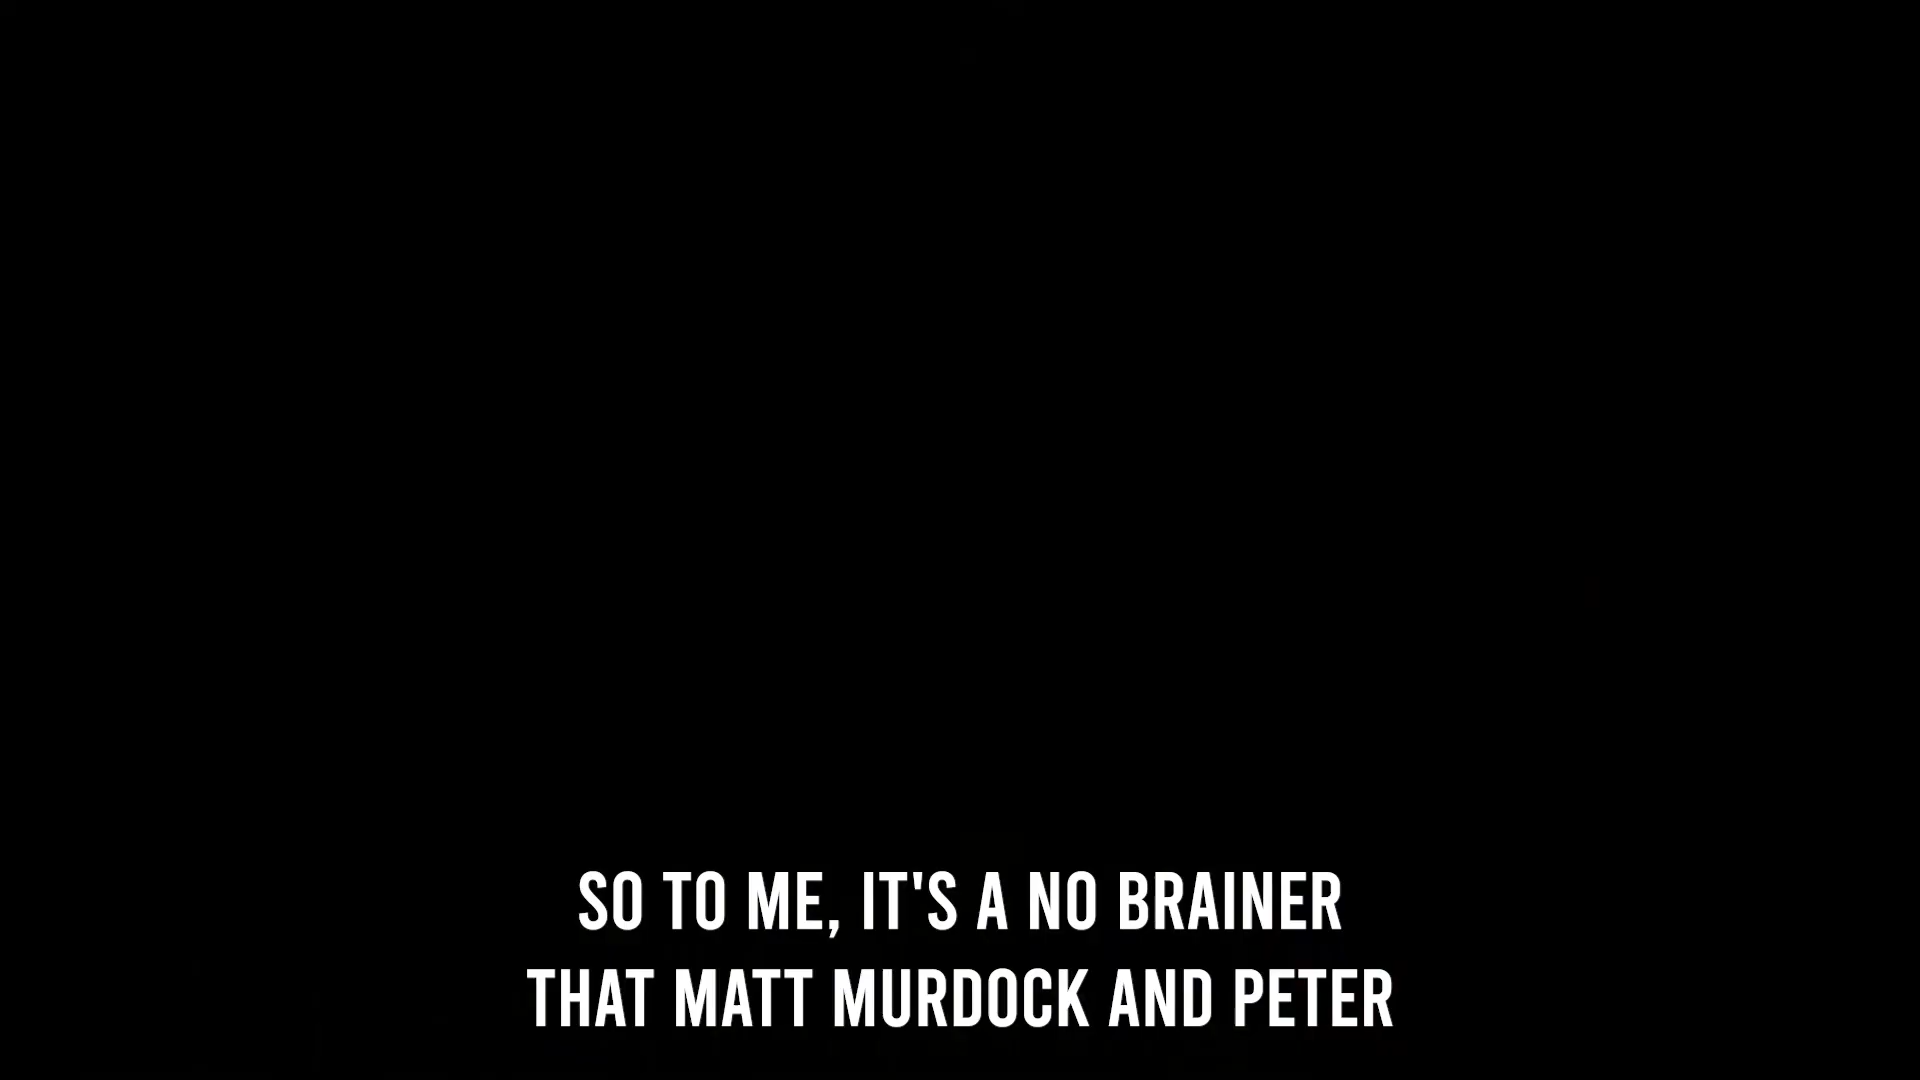 SO TO ME, IT'S A NO BRAINER
THAT MATT MURDOCK AND PETER